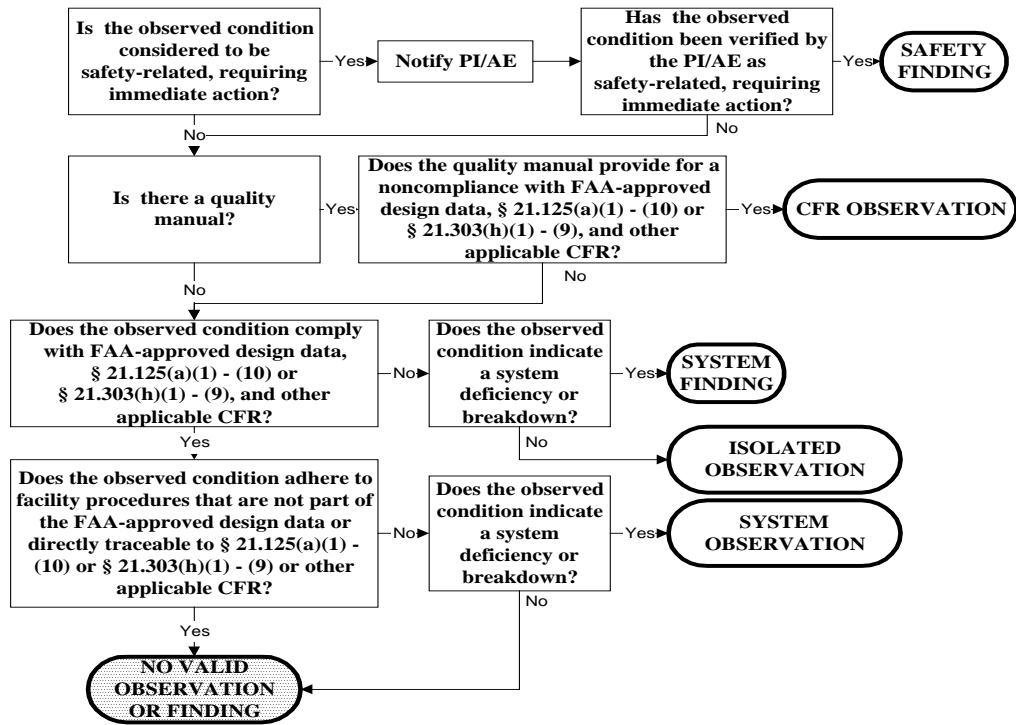 Is the observed condition
considered to be
safety-related, requiring
immediate action?
Yes
Notify PI/AE
Has the observed
condition been verified by
the PI/AE as
safety-related, requiring
immediate action?
Yes
SAFETY
FINDING
No
No
Is there a quality
manual?
Yes
Does the quality manual provide for a
noncompliance with FAA-approved
design data, § 21.125(a)(1) - (10) or
§ 21.303(h)(1) - (9), and other
applicable CFR?
Yes
CFR OBSERVATION
No
No
Does the observed condition comply
with FAA-approved design data,
§ 21.125(a)(1) - (10) or
§ 21.303(h)(1) - (9), and other
applicable CFR?
No
Does the observed
condition indicate
a system
deficiency or
breakdown?
Yes
SYSTEM
FINDING
Yes
No
ISOLATED
OBSERVATION
Does the observed condition adhere to
facility procedures that are not part of
the FAA-approved design data or
directly traceable to § 21.125(a)(1) -
(10) or § 21.303(h)(1) - (9) or other
applicable CFR?
No
Does the observed
condition indicate
a system
deficiency or
breakdown?
Yes
SYSTEM
OBSERVATION
Yes
No
NO VALID
OBSERVATION
OR FINDING